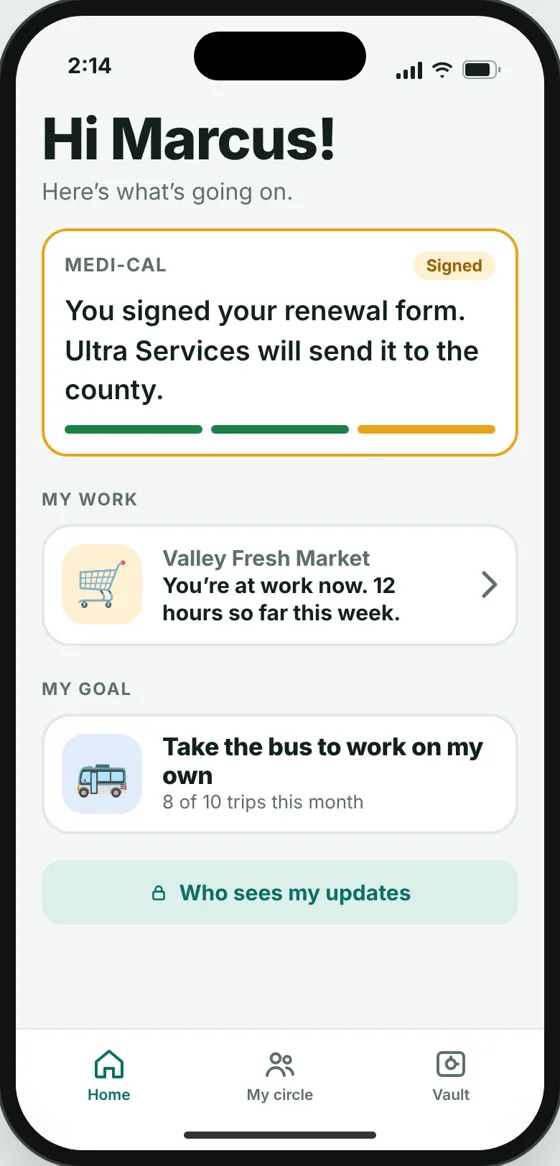 2:14
Hi Marcus!
Here’s what’s going on.
MEDI-CAL
Signed
You signed your renewal form.
Ultra Services will send it to the
county.
MY WORK
Valley Fresh Market
You’re at work now. 12
hours so far this week.
MY GOAL
Take the bus to work on my
own
8 of 10 trips this month
Who sees my updates
Home
My circle
Vault